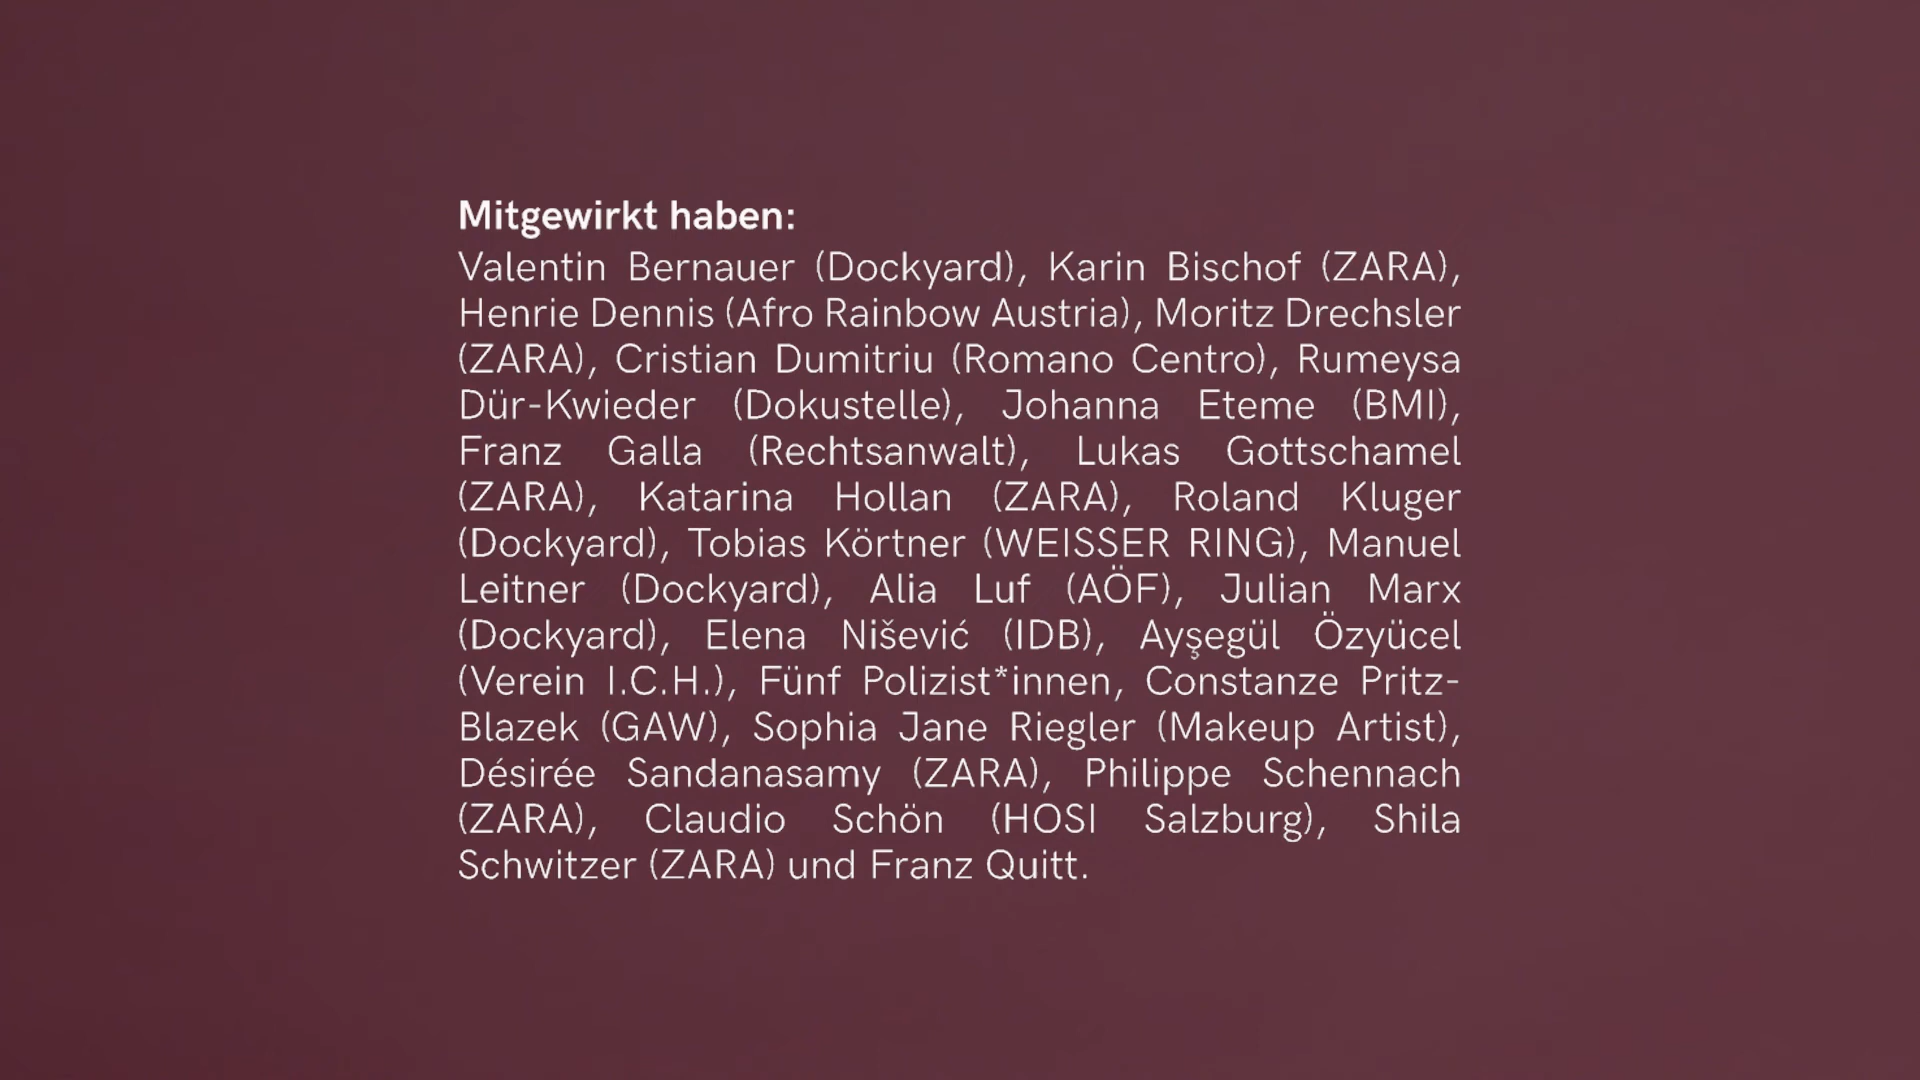 Mitgewirkt haben:
Valentin Bernauer (Dockyard), Karin Bischof (ZARA),
Henrie Dennis (Afro Rainbow Austria), Moritz Drechsler
(ZARA), Cristian Dumitriu (Romano Centro), Rumeysa
Dür-Kwieder (Dokustelle), Johanna Eteme (BMI),
Franz Galla (Rechtsanwalt), Lukas Gottschamel
(ZARA), Katarina Hollan (ZARA), Roland Kluger
(Dockyard), Tobias Körtner (WEISSER RING), Manuel
Leitner (Dockyard), Alia Luf (AÖF), Julian Marx
(Dockyard), Elena Nišević (IDB), Ayşegül Özyücel
(Verein I.C.H.), Fünf Polizist*innen, Constanze Pritz-
Blazek (GAW), Sophia Jane Riegler (Makeup Artist),
Désirée Sandanasamy (ZARA), Philippe Schennach
(ZARA), Claudio Schön (HOSI Salzburg), Shila
Schwitzer (ZARA) und Franz Quitt.